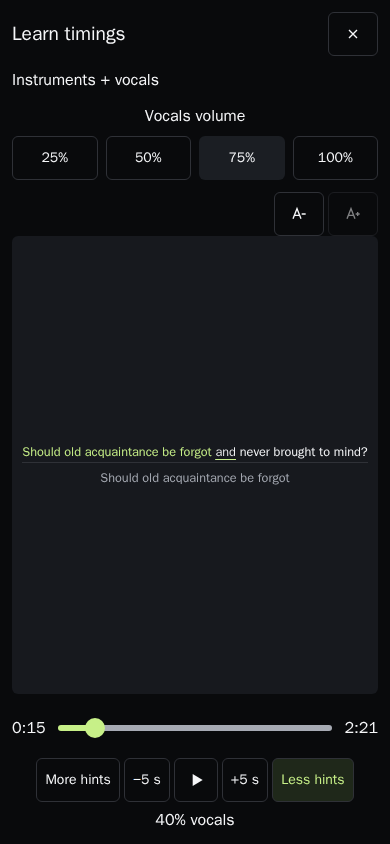 Learn timings
×
Instruments + vocals
Vocals volume
25% 50% 75% 100%
A- A+
Should old acquaintance be forgot and never brought to mind?
Should old acquaintance be forgot
0:15 2:21
More hints −5 s +5 s Less hints
40% vocals